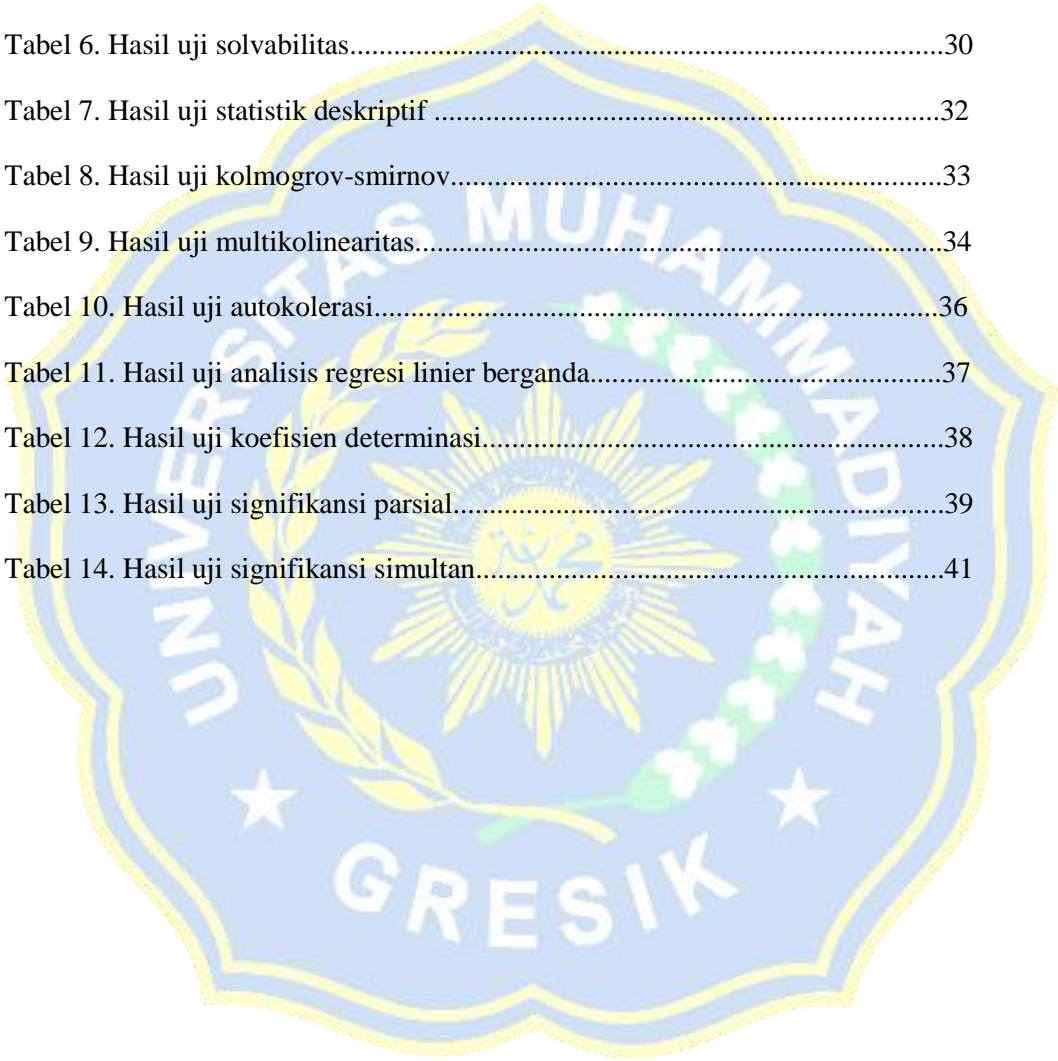 Tabel 6. Hasil uji solvabilitas...............................................................................30
Tabel 7. Hasil uji statistik deskriptif ....................................................................32
Tabel 8. Hasil uji kolmogrov-smirnov..................................................................33
Tabel 9. Hasil uji multikolinearitas.......................................................................34
Tabel 10. Hasil uji autokolerasi............................................................................36
Tabel 11. Hasil uji analisis regresi linier berganda...............................................37
Tabel 12. Hasil uji koefisien determinasi..............................................................38
Tabel 13. Hasil uji signifikansi parsial..................................................................39
Tabel 14. Hasil uji signifikansi simultan...............................................................41
UNIVERSITAS MUHAMMADIYAH
GRESIK